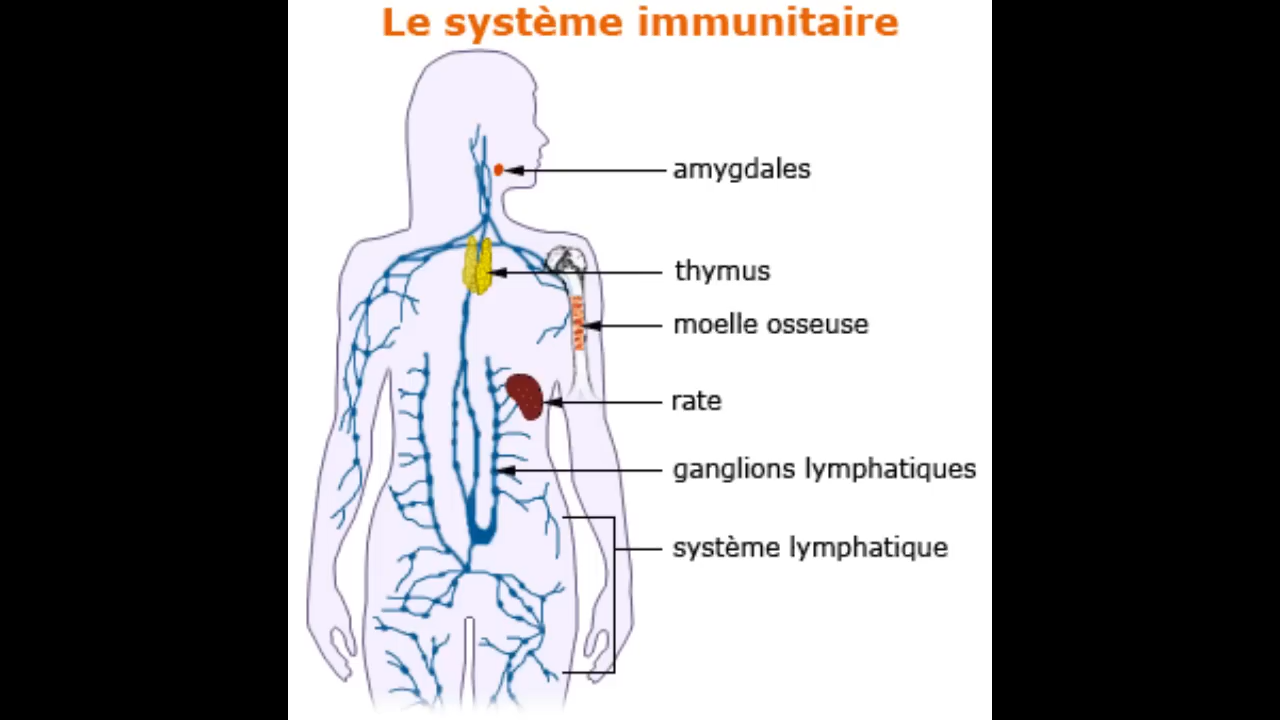 Le système immunitaire
amygdales
thymus
moelle osseuse
rate
ganglions lymphatiques
système lymphatique